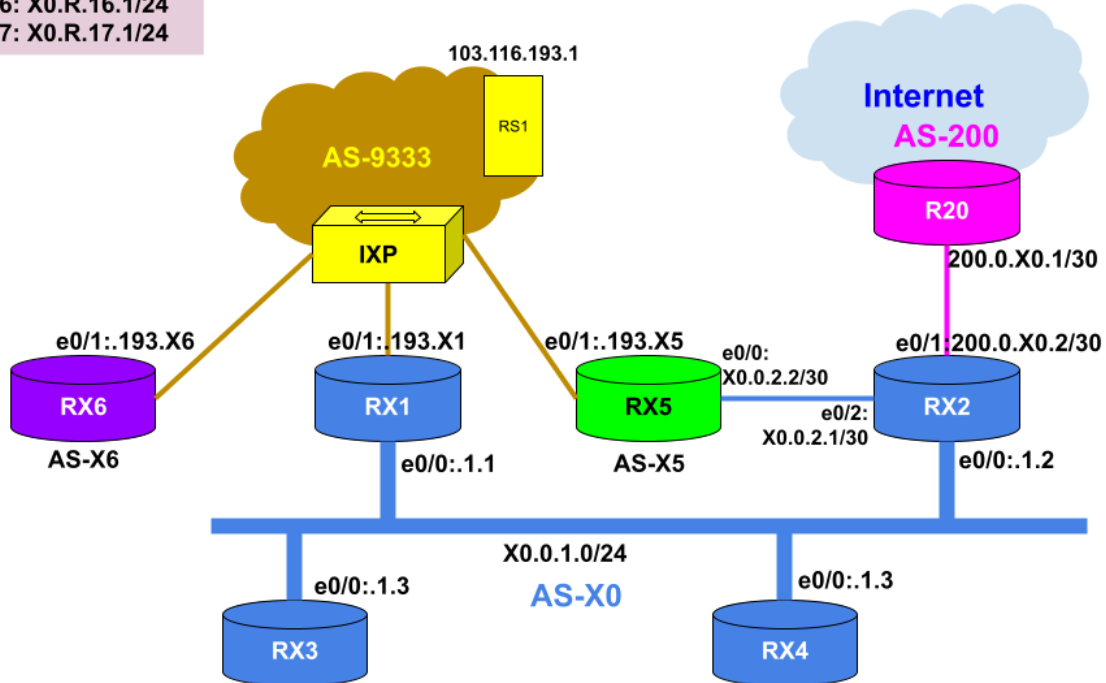 6: X0.R.16.1/24
7: X0.R.17.1/24
103.116.193.1
RS1
AS-9333
IXP
Internet
AS-200
R20
200.0.X0.1/30
e0/1:.193.X6
e0/1:.193.X1
e0/1:.193.X5
e0/1:200.0.X0.2/30
e0/0:
X0.0.2.2/30
RX6
RX1
RX5
RX2
e0/2:
X0.0.2.1/30
AS-X6
e0/0:.1.1
AS-X5
e0/0:.1.2
X0.0.1.0/24
e0/0:.1.3
AS-X0
e0/0:.1.3
RX3
RX4